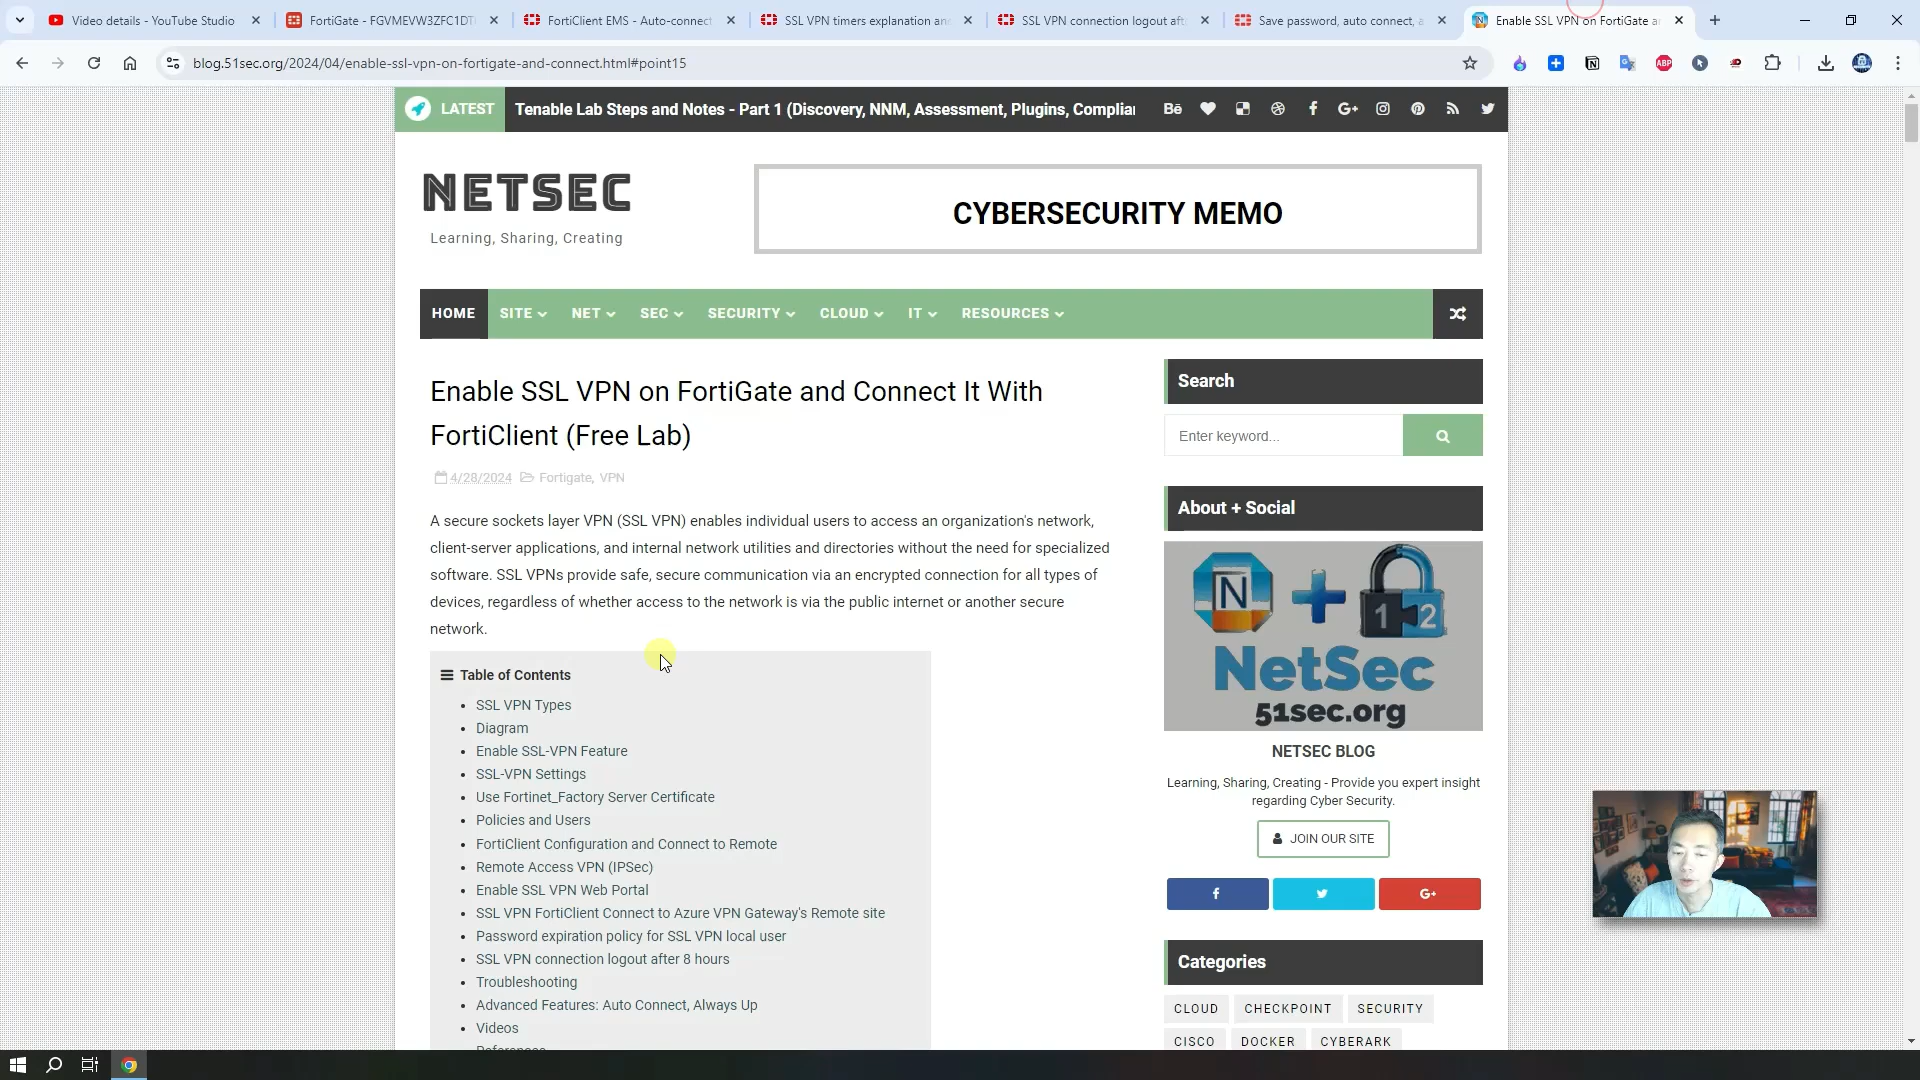 Video details - YouTube Studio
FortiGate - FGVMEVW3ZFC1DT
FortiClient EMS - Auto-connect
SSL VPN timers explanation an
SSL VPN connection logout aft
Save password, auto connect, a
Enable SSL VPN on FortiGate a
blog.51sec.org/2024/04/enable-ssl-vpn-on-fortigate-and-connect.html#point15
ABP
LATEST
Tenable Lab Steps and Notes - Part 1 (Discovery, NNM, Assessment, Plugins, Complian
NETSEC
Learning, Sharing, Creating
CYBERSECURITY MEMO
HOME SITE NET SEC SECURITY CLOUD IT RESOURCES
Enable SSL VPN on FortiGate and Connect It With
FortiClient (Free Lab)
4/28/2024 Fortigate, VPN
A secure sockets layer VPN (SSL VPN) enables individual users to access an organization's network,
client-server applications, and internal network utilities and directories without the need for specialized
software. SSL VPNs provide safe, secure communication via an encrypted connection for all types of
devices, regardless of whether access to the network is via the public internet or another secure
network.
Table of Contents
SSL VPN Types
Diagram
Enable SSL-VPN Feature
SSL-VPN Settings
Use Fortinet_Factory Server Certificate
Policies and Users
FortiClient Configuration and Connect to Remote
Remote Access VPN (IPSec)
Enable SSL VPN Web Portal
SSL VPN FortiClient Connect to Azure VPN Gateway's Remote site
Password expiration policy for SSL VPN local user
SSL VPN connection logout after 8 hours
Troubleshooting
Advanced Features: Auto Connect, Always Up
Videos
References
Search
Enter keyword...
About + Social
N
1 2
NetSec
51sec.org
NETSEC BLOG
Learning, Sharing, Creating - Provide you expert insight
regarding Cyber Security.
JOIN OUR SITE
Categories
CLOUD CHECKPOINT SECURITY
CISCO DOCKER CYBERARK